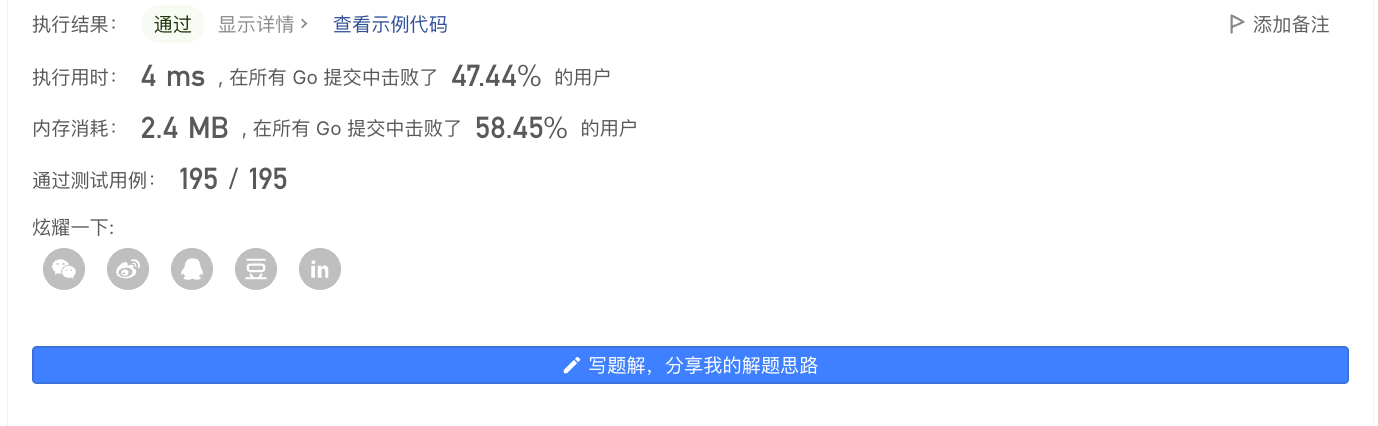 执行结果： 通过 显示详情 > 查看示例代码 添加备注
执行用时： 4 ms ，在所有 Go 提交中击败了 47.44% 的用户
内存消耗： 2.4 MB ，在所有 Go 提交中击败了 58.45% 的用户
通过测试用例： 195 / 195
炫耀一下:
豆 in
写题解，分享我的解题思路